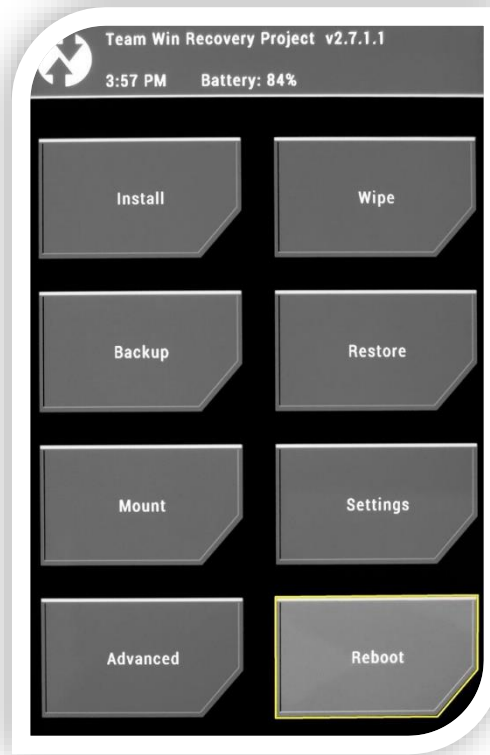 Team Win Recovery Project v2.7.1.1
3:57 PM Battery: 84%
Install Wipe
Backup Restore
Mount Settings
Advanced Reboot